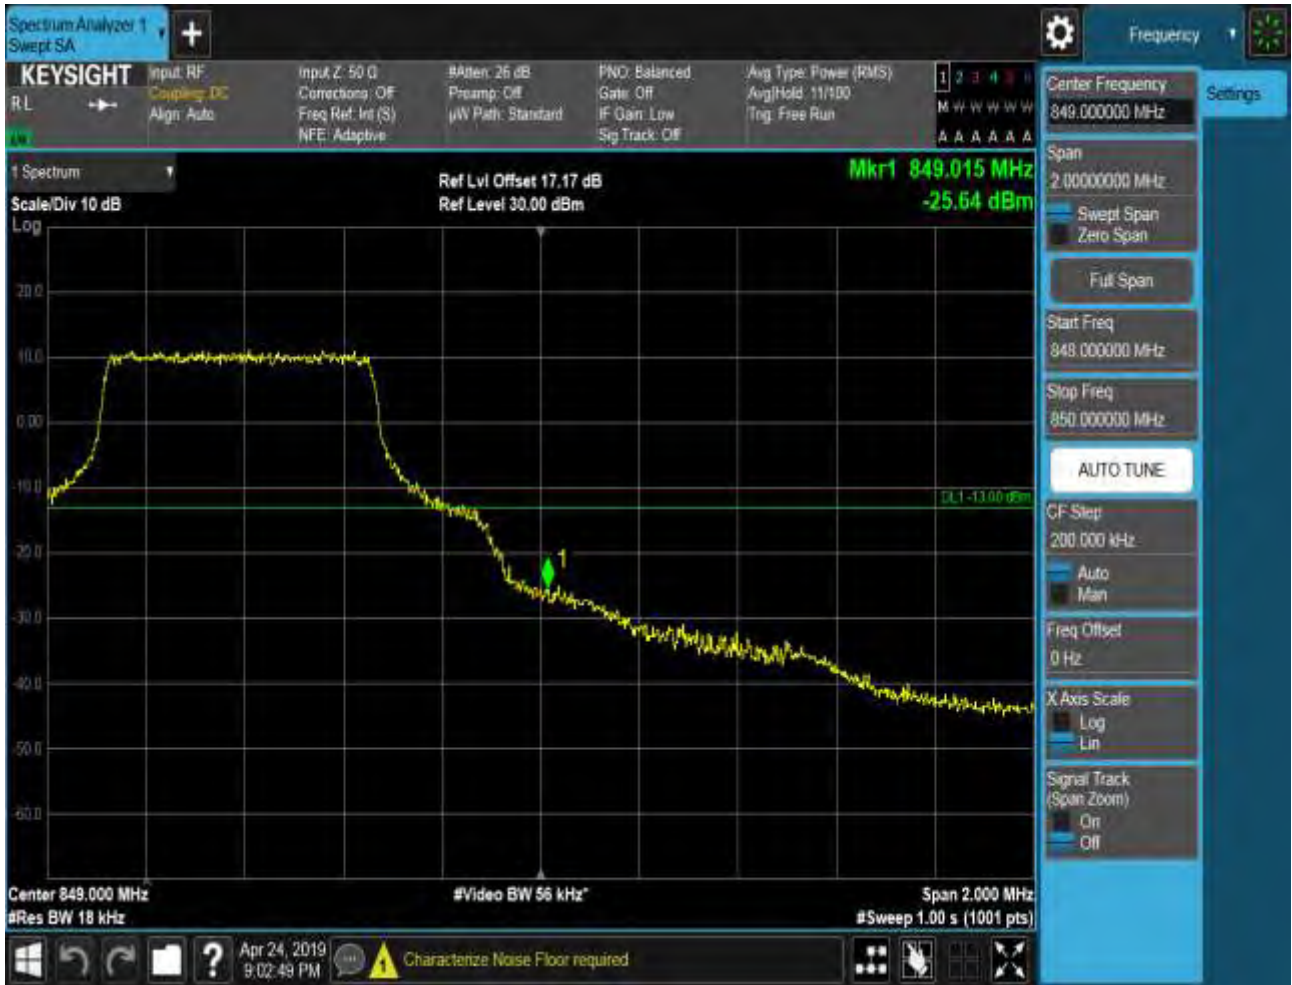 Spectrum Analyzer 1
Swept SA
+
Frequency
KEYSIGHT
RL
Input: RF
Coupling: DC
Align: Auto
Input Z: 50 Ω
Corrections: Off
Freq Ref: Int (S)
NFE: Adaptive
#Atten: 26 dB
Preamp: Off
µW Path: Standard
PNO: Balanced
Gate: Off
IF Gain: Low
Sig Track: Off
Avg Type: Power (RMS)
Avg|Hold: 11/100
Trig: Free Run
1 2 3 4 5 6
M W W W W W
A A A A A A
1 Spectrum
Scale/Div 10 dB
Log
Ref Lvl Offset 17.17 dB
Ref Level 30.00 dBm
Mkr1 849.015 MHz
-25.64 dBm
20.0
10.0
0.00
-10.0
-20.0
-30.0
-40.0
-50.0
-60.0
DL1 -13.00 dBm
1
Center 849.000 MHz
#Res BW 18 kHz
#Video BW 56 kHz*
Span 2.000 MHz
#Sweep 1.00 s (1001 pts)
Center Frequency
849.000000 MHz
Settings
Span
2.00000000 MHz
Swept Span
Zero Span
Full Span
Start Freq
848.000000 MHz
Stop Freq
850.000000 MHz
AUTO TUNE
CF Step
200.000 kHz
Auto
Man
Freq Offset
0 Hz
X Axis Scale
Log
Lin
Signal Track
(Span Zoom)
On
Off
?
Apr 24, 2019
9:02:49 PM
1
Characterize Noise Floor required